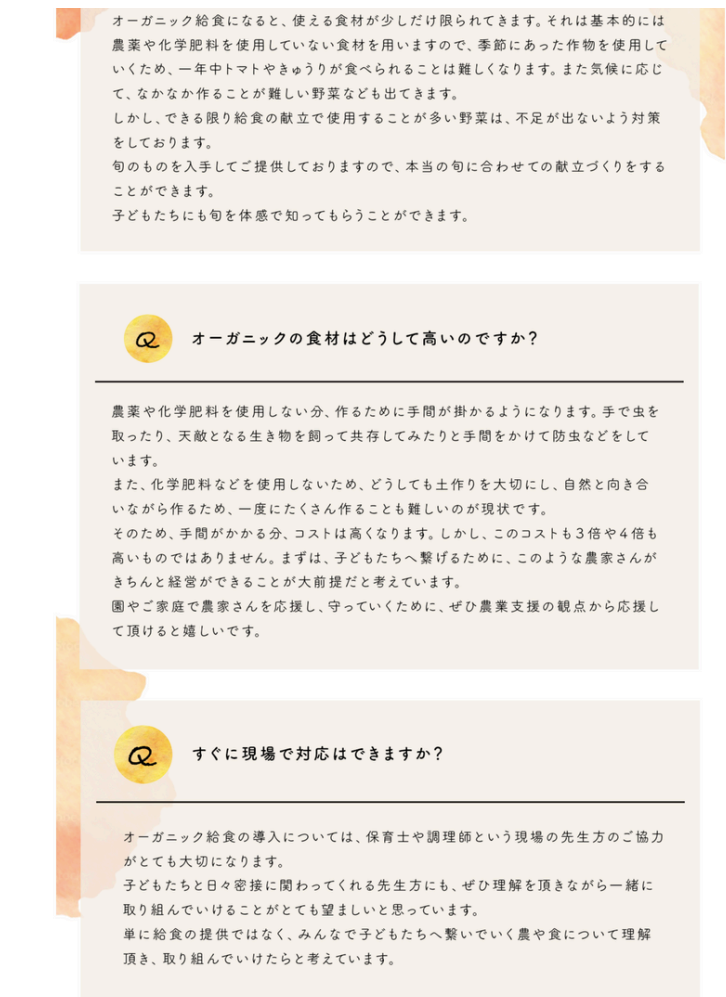 オーガニック給食になると、使える食材が少しだけ限られてきます。それは基本的には
農薬や化学肥料を使用していない食材を用いますので、季節にあった作物を使用して
いくため、一年中トマトやきゅうりが食べられることは難しくなります。また気候に応じ
て、なかなか作ることが難しい野菜なども出てきます。
しかし、できる限り給食の献立で使用することが多い野菜は、不足が出ないよう対策
をしております。
旬のものを入手してご提供しておりますので、本当の旬に合わせての献立づくりをする
ことができます。
子どもたちにも旬を体感で知ってもらうことができます。
Q オーガニックの食材はどうして高いのですか?
農薬や化学肥料を使用しない分、作るために手間が掛かるようになります。手で虫を
取ったり、天敵となる生き物を飼って共存してみたりと手間をかけて防虫などをして
います。
また、化学肥料などを使用しないため、どうしても土作りを大切にし、自然と向き合
いながら作るため、一度にたくさん作ることも難しいのが現状です。
そのため、手間がかかる分、コストは高くなります。しかし、このコストも3倍や4倍も
高いものではありません。まずは、子どもたちへ繋げるために、このような農家さんが
きちんと経営ができることが大前提だと考えています。
園やご家庭で農家さんを応援し、守っていくために、ぜひ農業支援の観点から応援し
て頂けると嬉しいです。
Q すぐに現場で対応はできますか?
オーガニック給食の導入については、保育士や調理師という現場の先生方のご協力
がとても大切になります。
子どもたちと日々密接に関わってくれる先生方にも、ぜひ理解を頂きながら一緒に
取り組んでいけることがとても望ましいと思っています。
単に給食の提供ではなく、みんなで子どもたちへ繋いでいく農や食について理解
頂き、取り組んでいけたらと考えています。